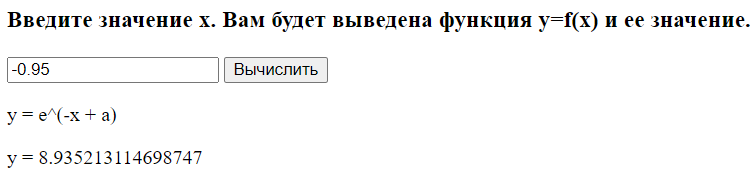 Введите значение x. Вам будет выведена функция y=f(x) и ее значение.
-0.95 Вычислить
y = e^(-x + a)
y = 8.935213114698747